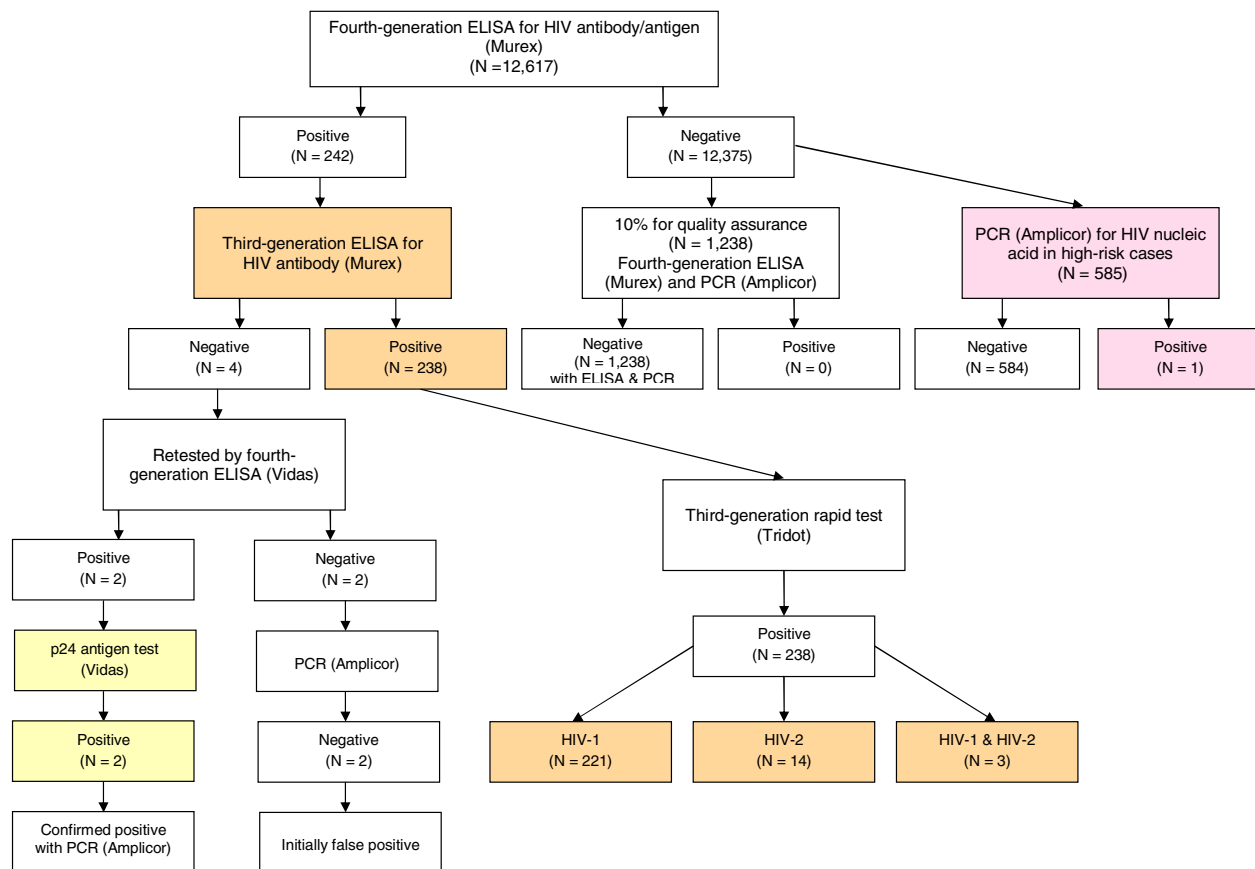 Fourth-generation ELISA for HIV antibody/antigen
(Murex)
(N =12,617)
Positive
(N = 242)
Negative
(N = 12,375)
Third-generation ELISA for
HIV antibody (Murex)
10% for quality assurance
(N = 1,238)
Fourth-generation ELISA
(Murex) and PCR (Amplicor)
PCR (Amplicor) for HIV nucleic
acid in high-risk cases
(N = 585)
Negative
(N = 4)
Positive
(N = 238)
Negative
(N = 1,238)
with ELISA & PCR
Positive
(N = 0)
Negative
(N = 584)
Positive
(N = 1)
Retested by fourth-
generation ELISA (Vidas)
Third-generation rapid test
(Tridot)
Positive
(N = 2)
Negative
(N = 2)
Positive
(N = 238)
p24 antigen test
(Vidas)
PCR (Amplicor)
Positive
(N = 2)
Negative
(N = 2)
HIV-1
(N = 221)
HIV-2
(N = 14)
HIV-1 & HIV-2
(N = 3)
Confirmed positive
with PCR (Amplicor)
Initially false positive